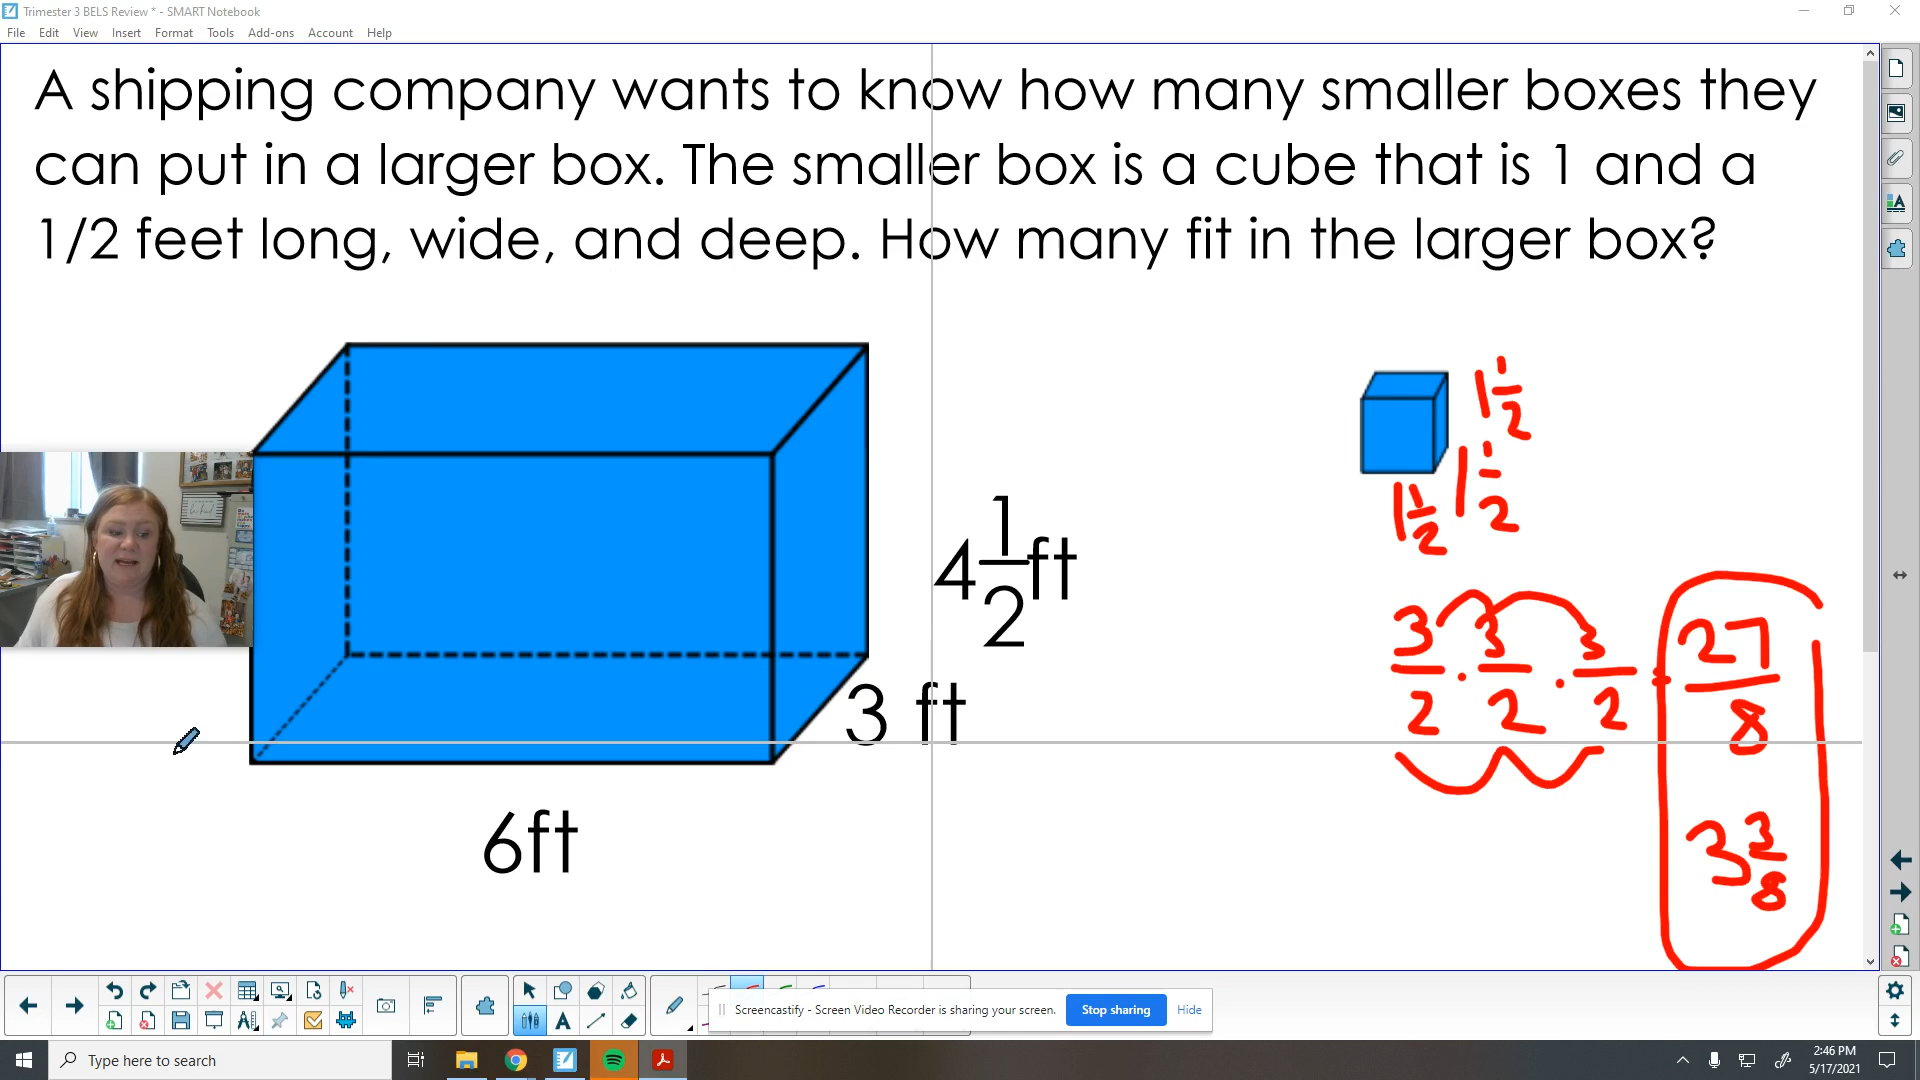 Trimester 3 BELS Review * - SMART Notebook
File Edit View Insert Format Tools Add-ons Account Help
A shipping company wants to know how many smaller boxes they
can put in a larger box. The smaller box is a cube that is 1 and a
1/2 feet long, wide, and deep. How many fit in the larger box?
1 1/2
1 1/2
1 1/2
4 1/2 ft
3 ft
6ft
3/2 · 3/2 · 3/2 = 27/8
3 3/8
Screencastify - Screen Video Recorder is sharing your screen. Stop sharing Hide
Type here to search
2:46 PM
5/17/2021